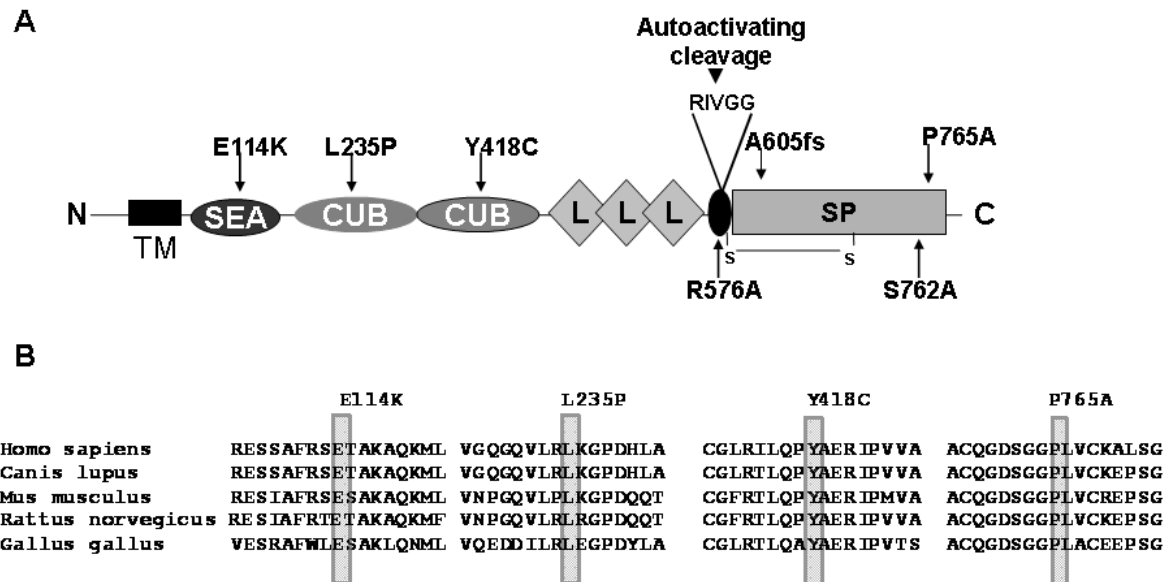 A
Autoactivating
cleavage
RIVGG
E114K L235P Y418C A605fs P765A
N SEA CUB CUB L L L SP C
TM
S S
R576A S762A
B
E114K L235P Y418C P765A
Homo sapiens RESSAFRSETAKAQKML VGQGQVLRLKGPDHLA CGLRILQPYAERIPVVA ACQGDSGGPLVCKALSG
Canis lupus RESSAFRSETAKAQKML VGQGQVLRLKGPDHLA CGLRTLQPYAERIPVVA ACQGDSGGPLVCKEPSG
Mus musculus RESIAFRSESAKAQKML VNPGQVLPLKGPDQQT CGFRTLQPYAERIPMVA ACQGDSGGPLVCREPSG
Rattus norvegicus RESIAFRTETAKAQKMF VNPGQVLRLRGPDQQT CGFRTLQPYAERIPVVA ACQGDSGGPLVCKEPSG
Gallus gallus VESRAFWLESAKLQNML VQEDDILRLEGPDYLA CGLRTLQAYAERIPVTS ACQGDSGGPLACEEPSG